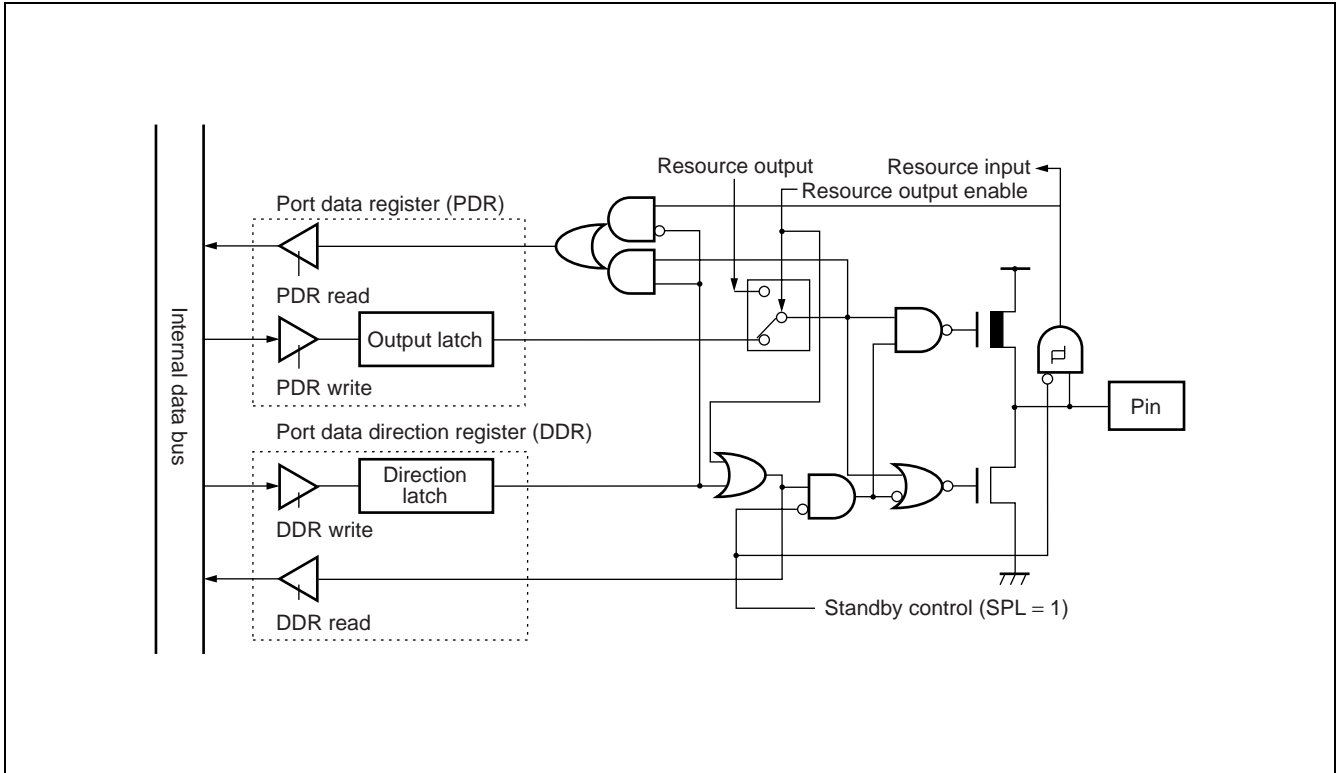 Resource output
Resource input
Resource output enable
Port data register (PDR)
PDR read
Internal data bus
Output latch
PDR write
Pin
Port data direction register (DDR)
Direction
latch
DDR write
DDR read
Standby control (SPL = 1)